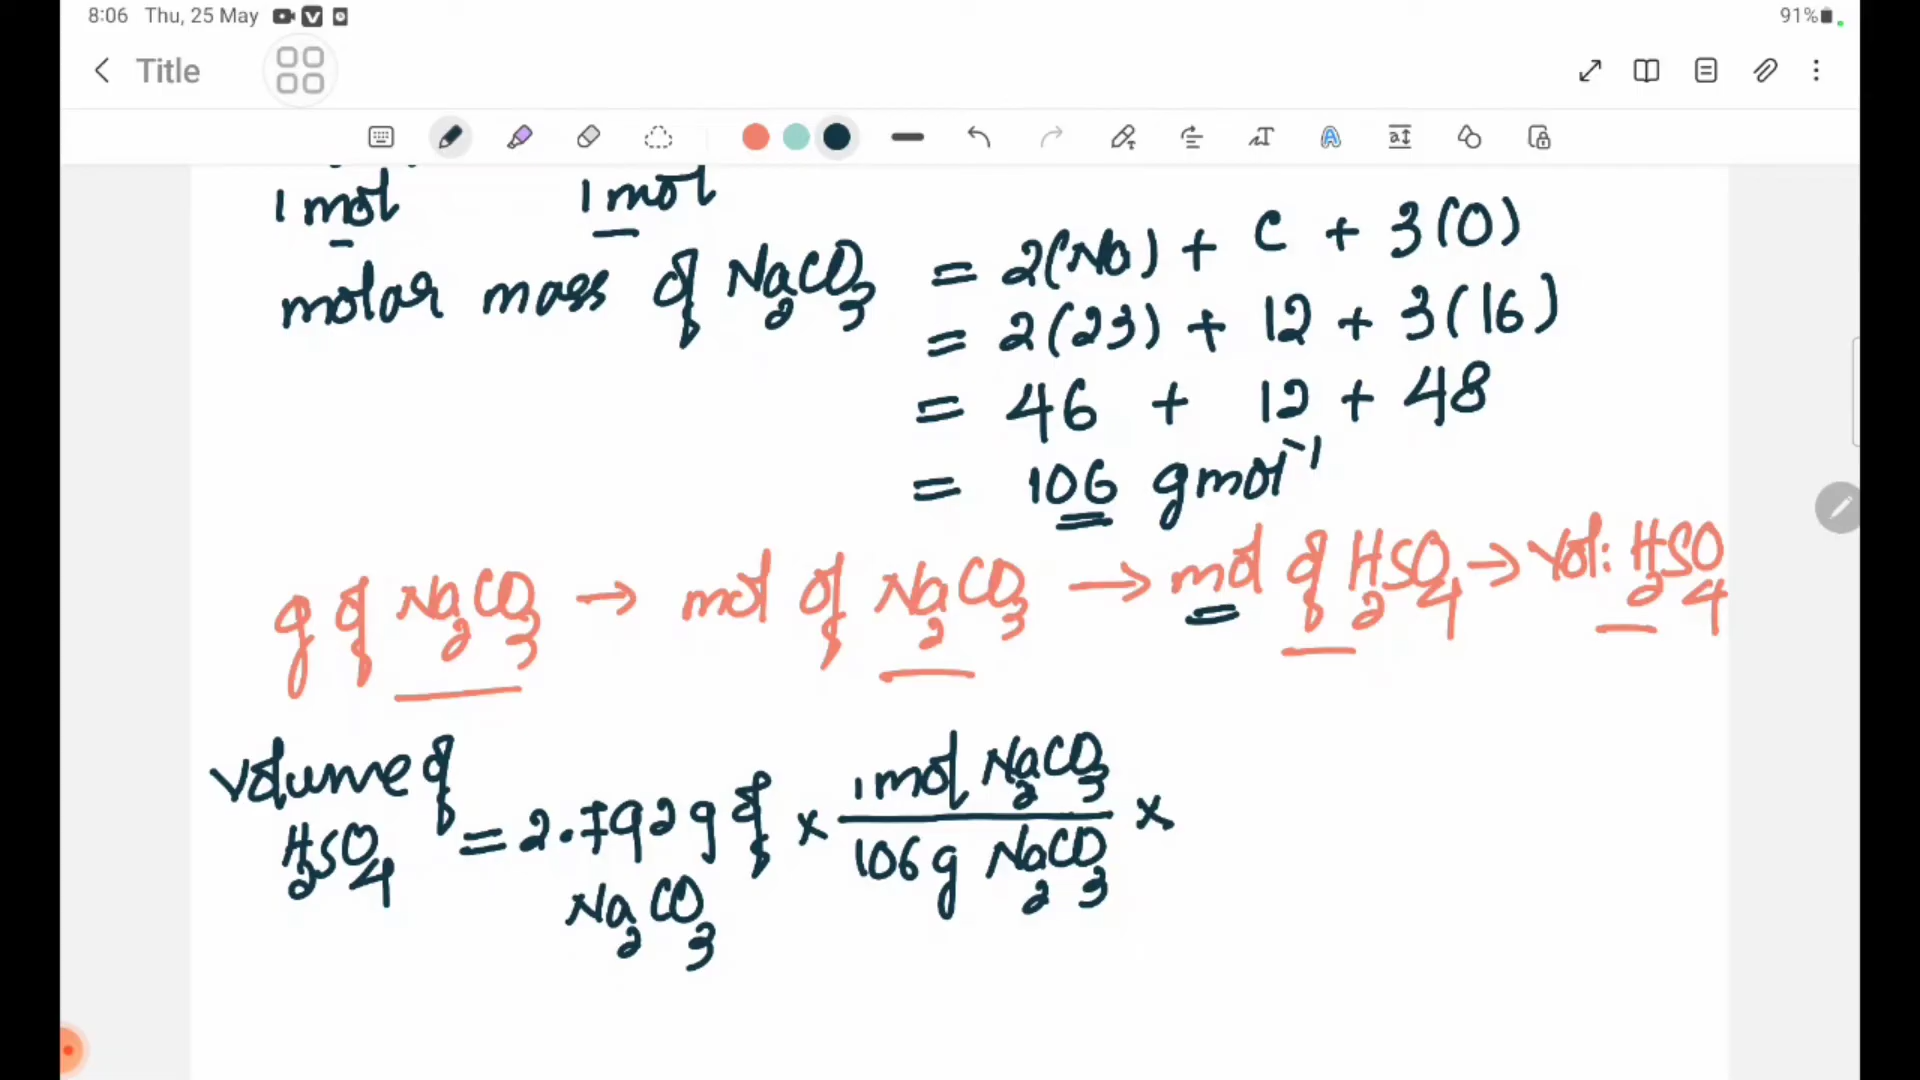 8:06 Thu, 25 May
91%
Title
1 mol 1 mol
molar mass of Na2CO3 = 2(Na) + C + 3(O)
= 2(23) + 12 + 3(16)
= 46 + 12 + 48
= 106 gmol⁻¹
g of Na2CO3 → mol of Na2CO3 → mol of H2SO4 → Vol: H2SO4
Volume of H2SO4 = 2.792g of Na2CO3 × 1 mol Na2CO3 / 106 g Na2CO3 ×